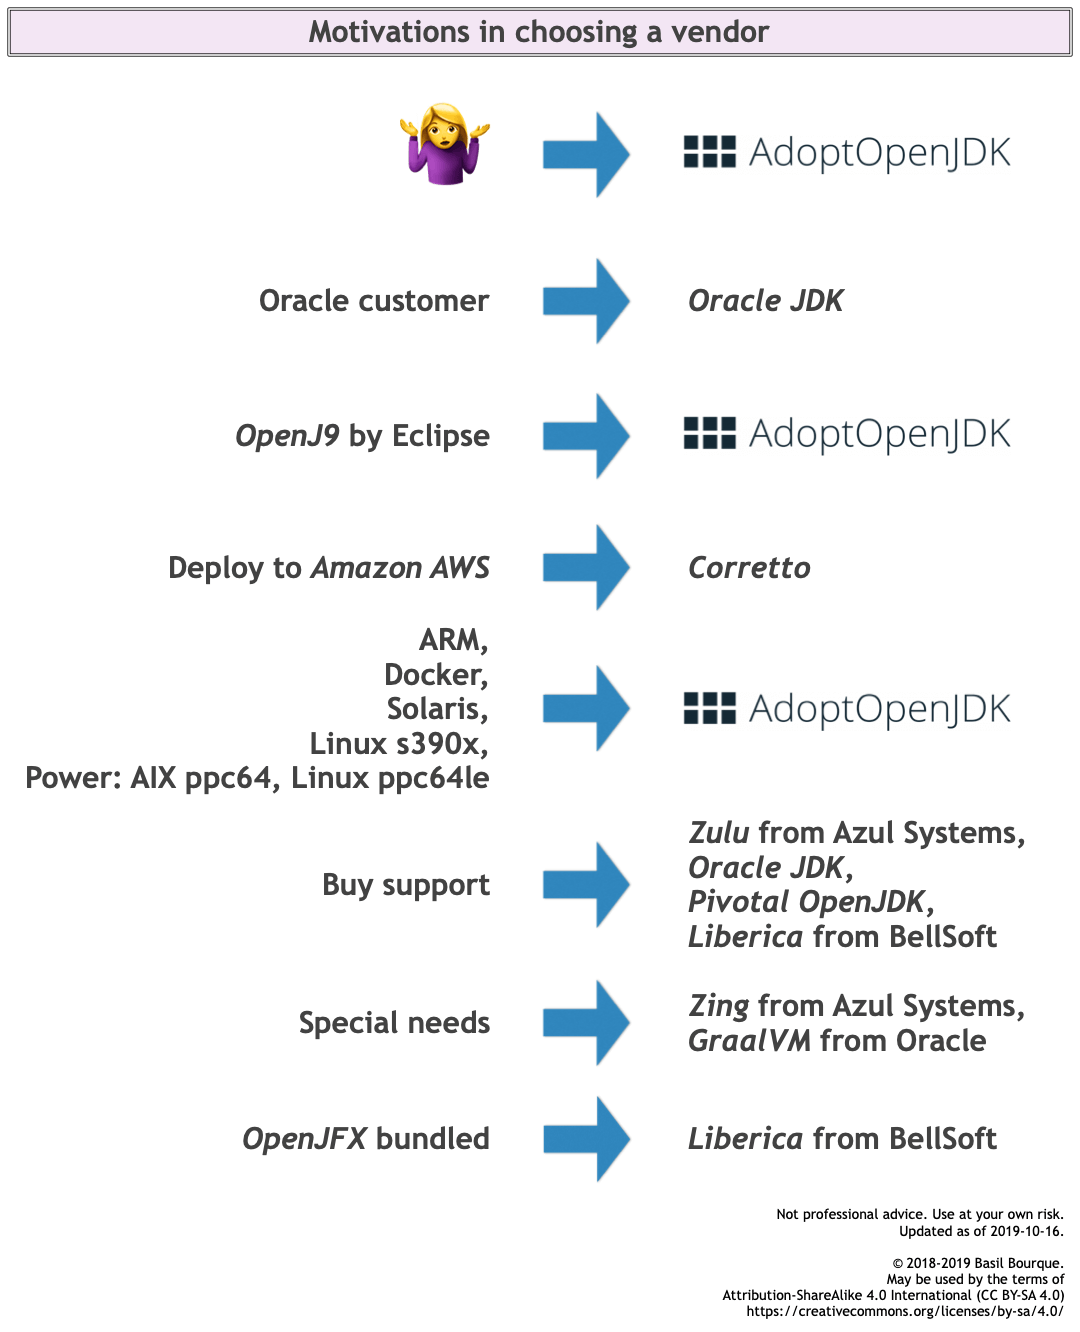 Motivations in choosing a vendor
AdoptOpenJDK
Oracle customer
Oracle JDK
OpenJ9 by Eclipse
AdoptOpenJDK
Deploy to Amazon AWS
Corretto
ARM,
Docker,
Solaris,
Linux s390x,
Power: AIX ppc64, Linux ppc64le
AdoptOpenJDK
Buy support
Zulu from Azul Systems,
Oracle JDK,
Pivotal OpenJDK,
Liberica from BellSoft
Special needs
Zing from Azul Systems,
GraalVM from Oracle
OpenJFX bundled
Liberica from BellSoft
Not professional advice. Use at your own risk.
Updated as of 2019-10-16.
© 2018-2019 Basil Bourque.
May be used by the terms of
Attribution-ShareAlike 4.0 International (CC BY-SA 4.0)
https://creativecommons.org/licenses/by-sa/4.0/